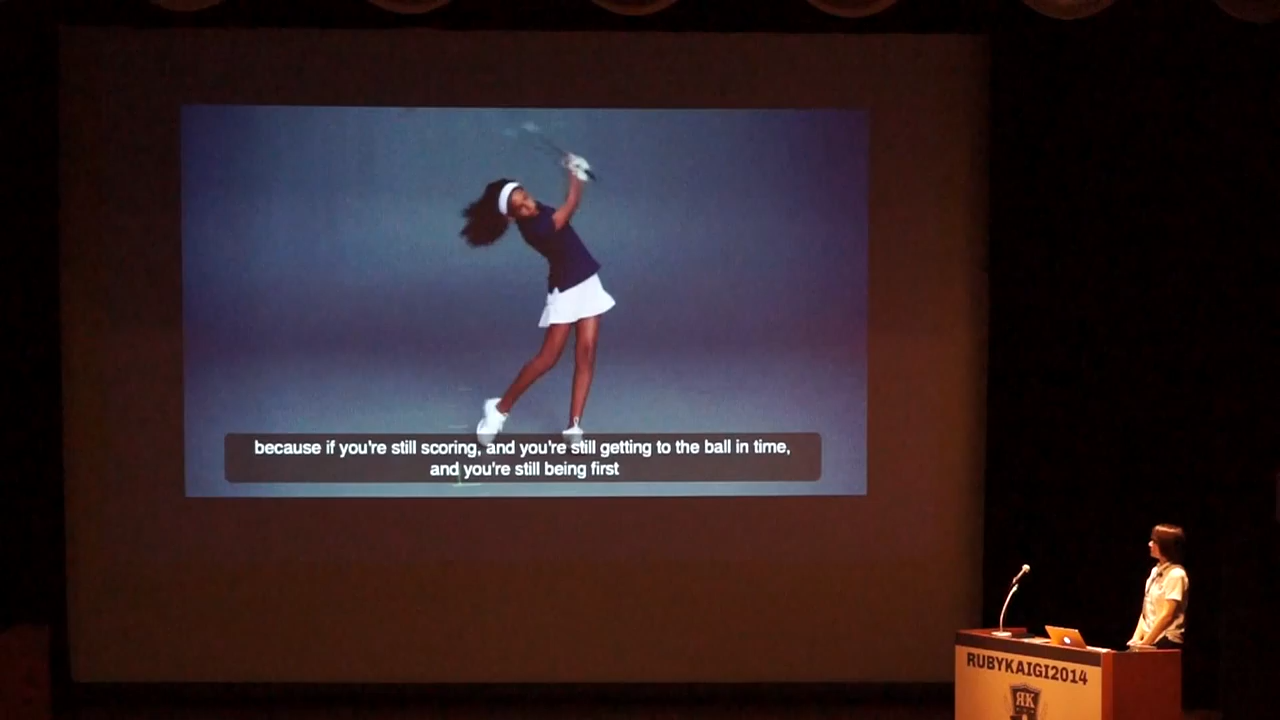 because if you're still scoring, and you're still getting to the ball in time,
and you're still being first
RUBYKAIGI2014
RK